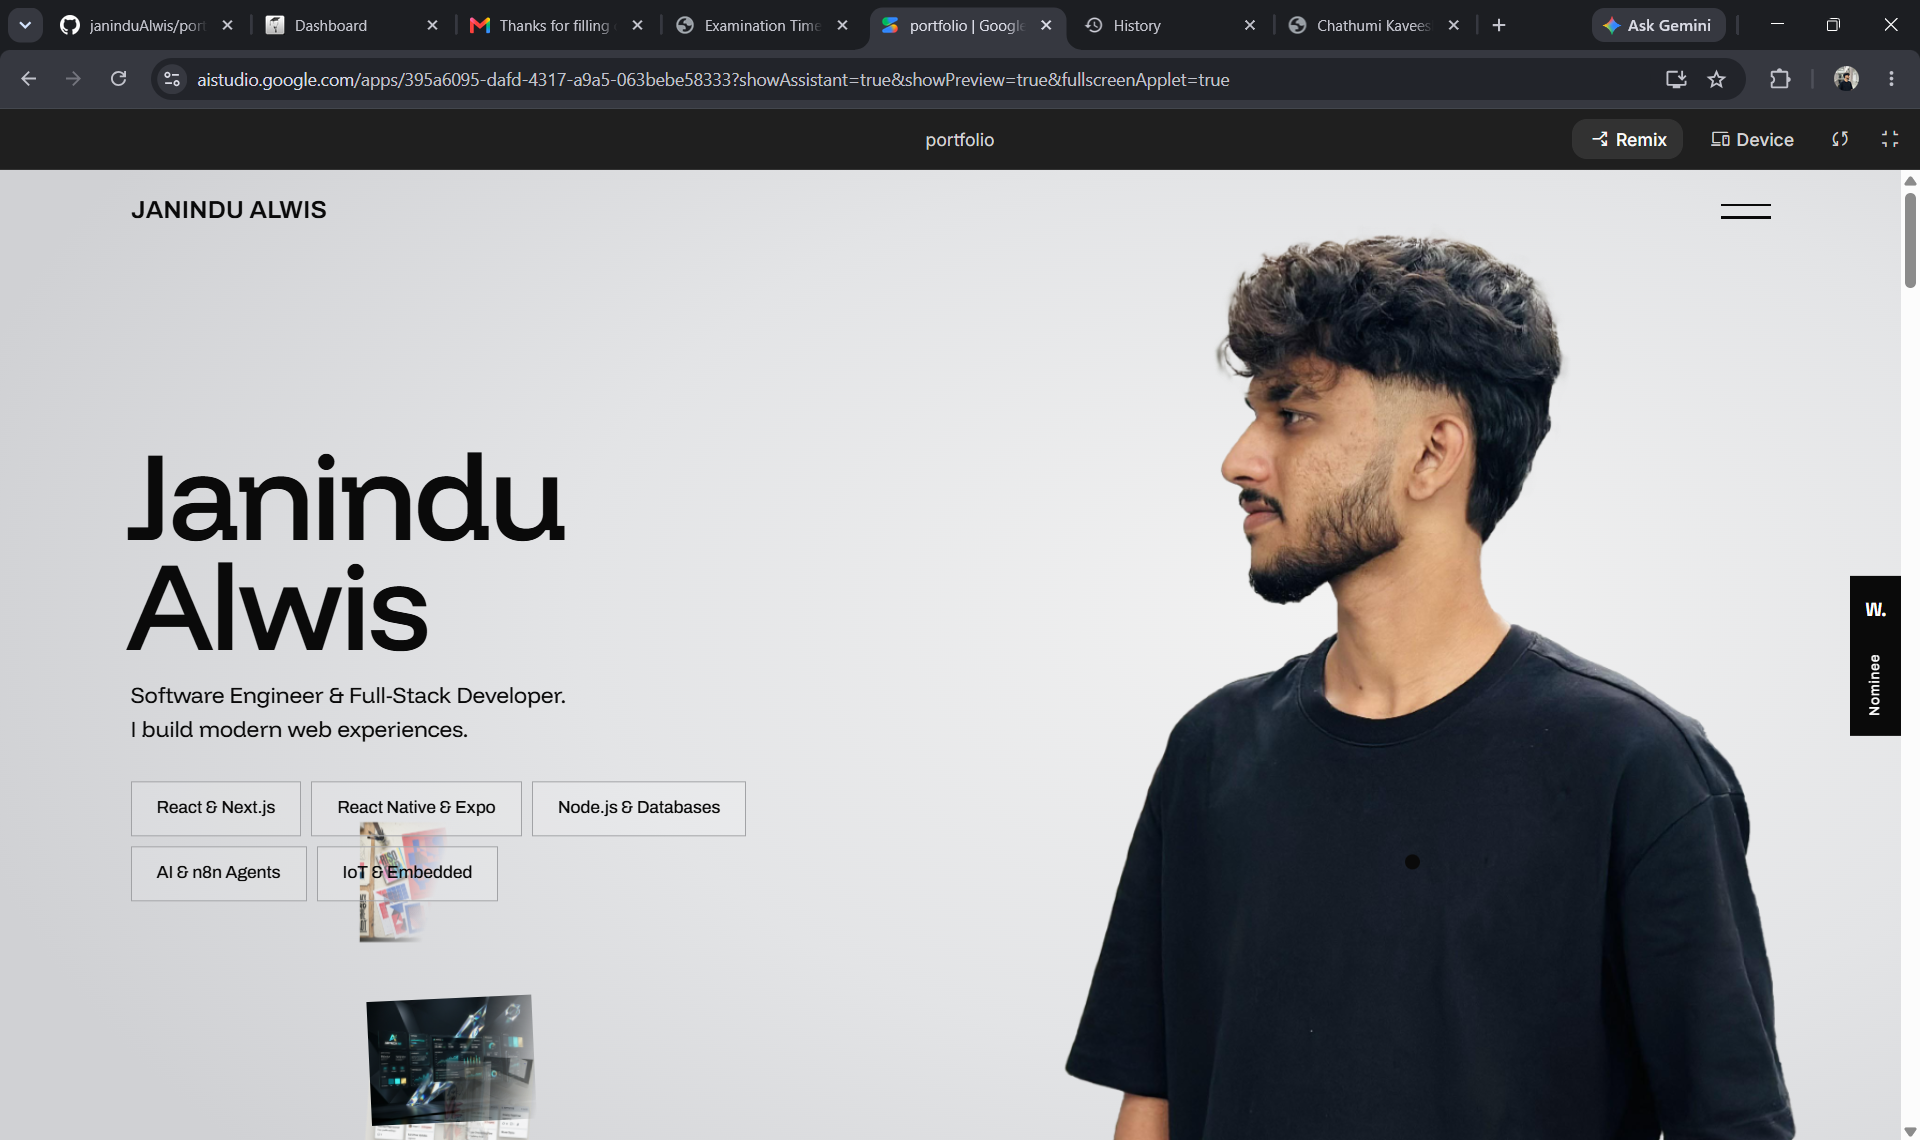 janinduAlwis/port
Dashboard
Thanks for filling
Examination Time
portfolio | Google
History
Chathumi Kavees
Ask Gemini
aistudio.google.com/apps/395a6095-dafd-4317-a9a5-063bebe58333?showAssistant=true&showPreview=true&fullscreenApplet=true
portfolio
Remix
Device
JANINDU ALWIS
Janindu
Alwis
Software Engineer & Full-Stack Developer.
I build modern web experiences.
React & Next.js
React Native & Expo
Node.js & Databases
AI & n8n Agents
IoT & Embedded
W.
Nominee